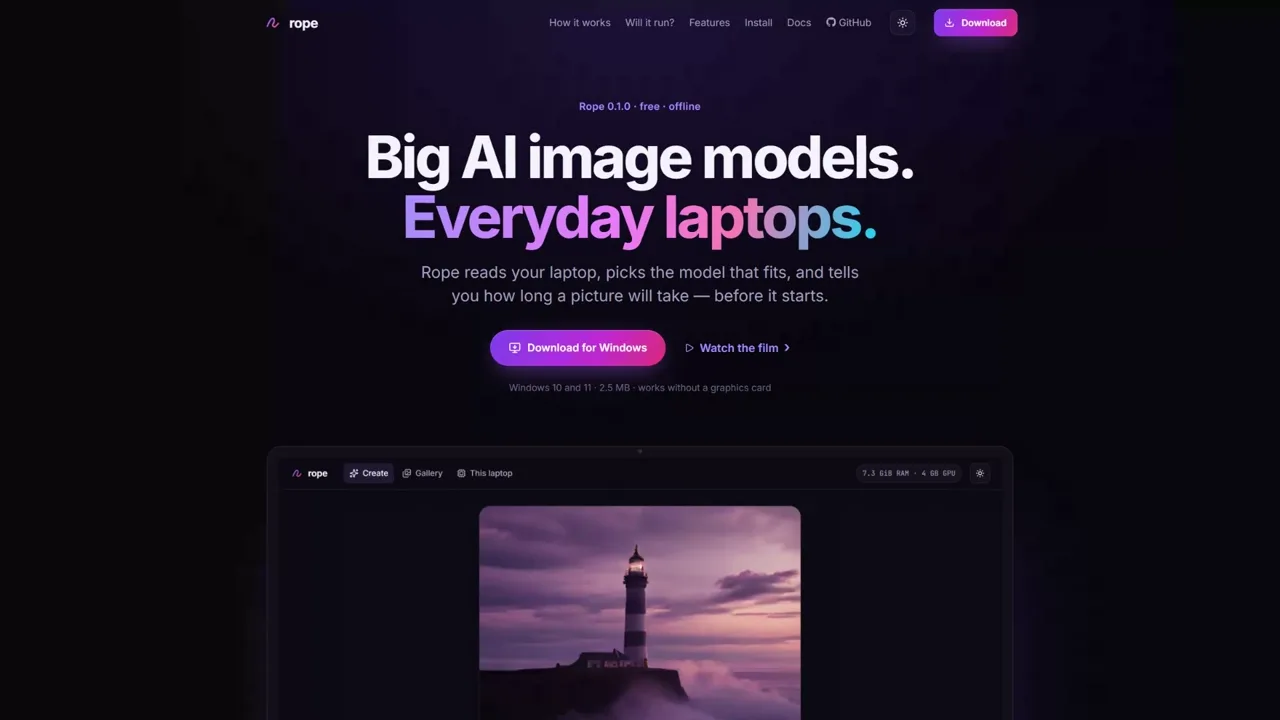 rope
How it works Will it run? Features Install Docs GitHub Download
Rope 0.1.0 · free · offline
Big AI image models.
Everyday laptops.
Rope reads your laptop, picks the model that fits, and tells
you how long a picture will take — before it starts.
Download for Windows Watch the film
Windows 10 and 11 · 2.5 MB · works without a graphics card
rope Create Gallery This laptop 7.3 GiB RAM · 4 GB GPU